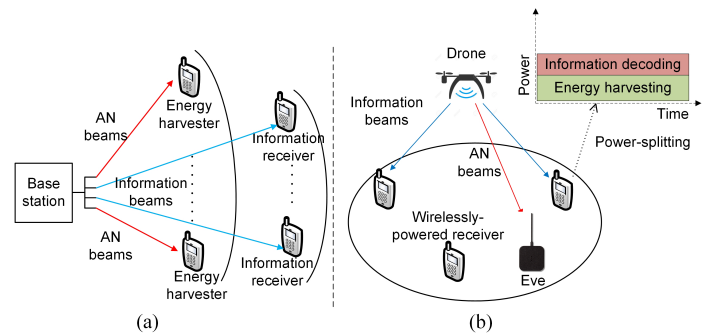 AN
beams
Energy
harvester
Information
receiver
Base
station
Information
beams
AN
beams
Energy
harvester
Information
receiver
(a)
Drone
Information
beams
AN
beams
Wirelessly-
powered receiver
Eve
Power
Information decoding
Energy harvesting
Time
Power-splitting
(b)